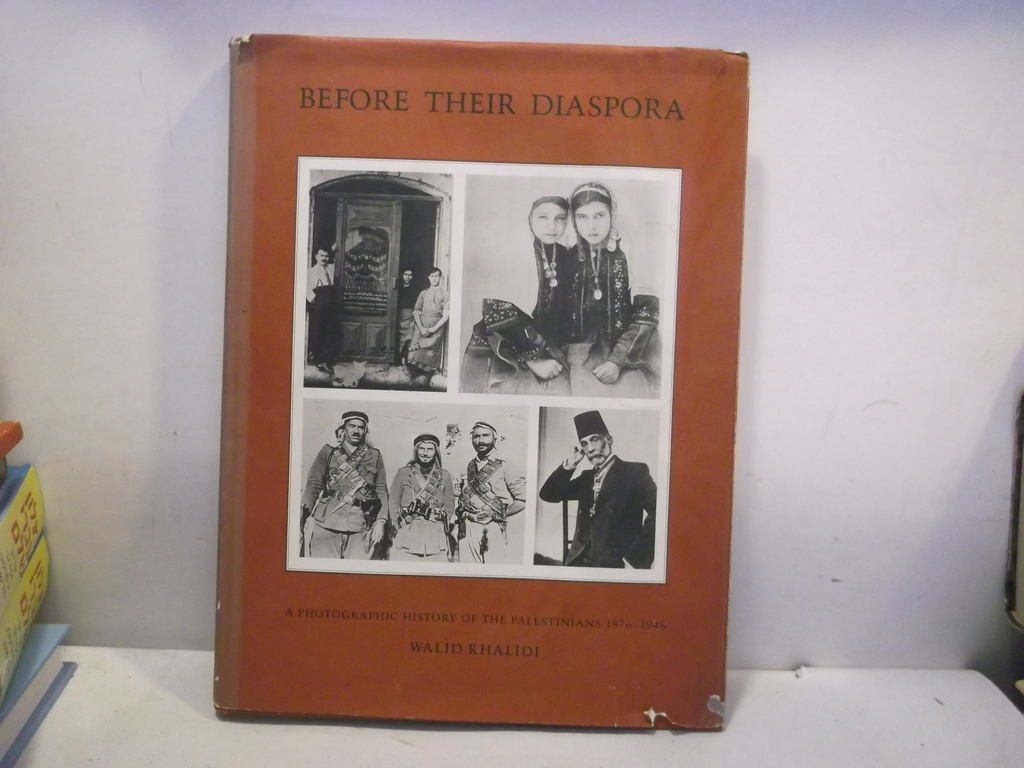 BEFORE THEIR DIASPORA
A PHOTOGRAPHIC HISTORY OF THE PALESTINIANS 1876–1948
WALID KHALIDI